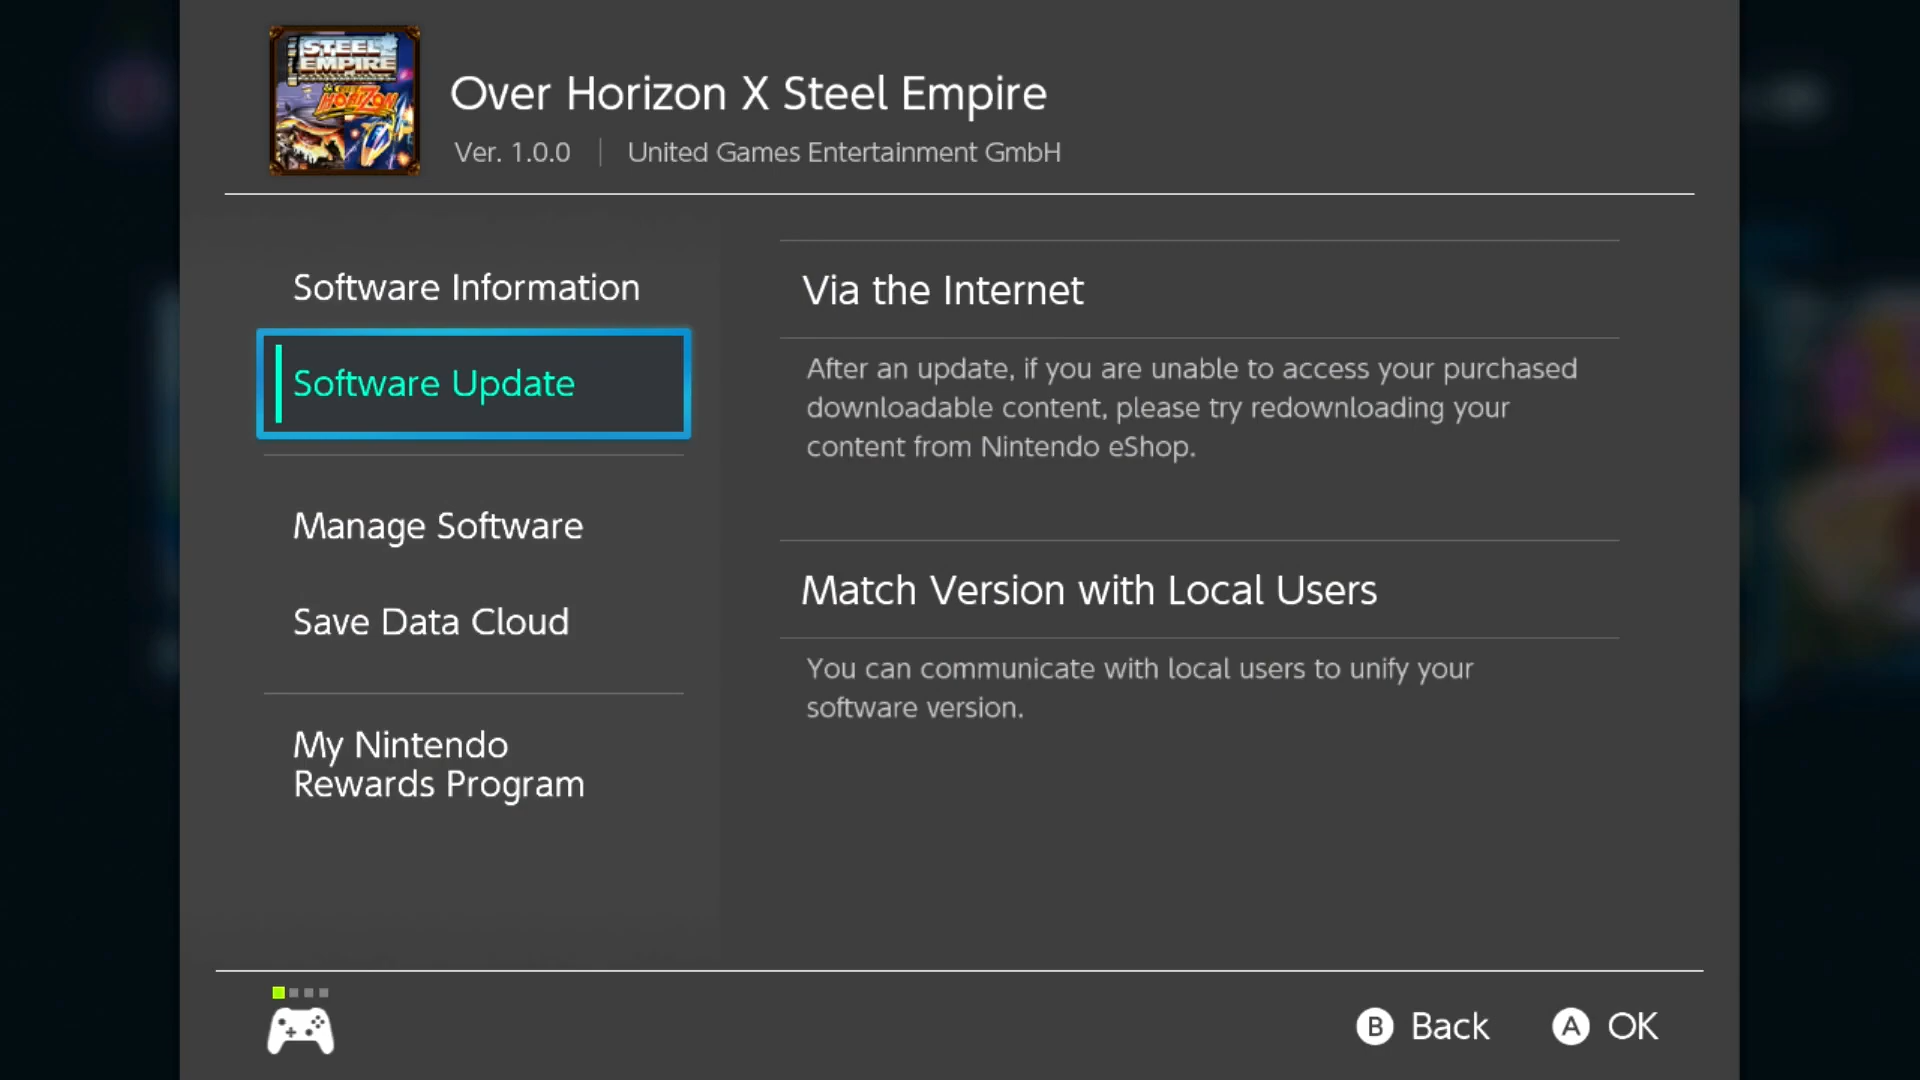 STEEL
EMPIRE
OVER
HORIZON
Over Horizon X Steel Empire
Ver. 1.0.0
United Games Entertainment GmbH
Software Information
Software Update
Manage Software
Save Data Cloud
My Nintendo
Rewards Program
Via the Internet
After an update, if you are unable to access your purchased
downloadable content, please try redownloading your
content from Nintendo eShop.
Match Version with Local Users
You can communicate with local users to unify your
software version.
B Back
A OK